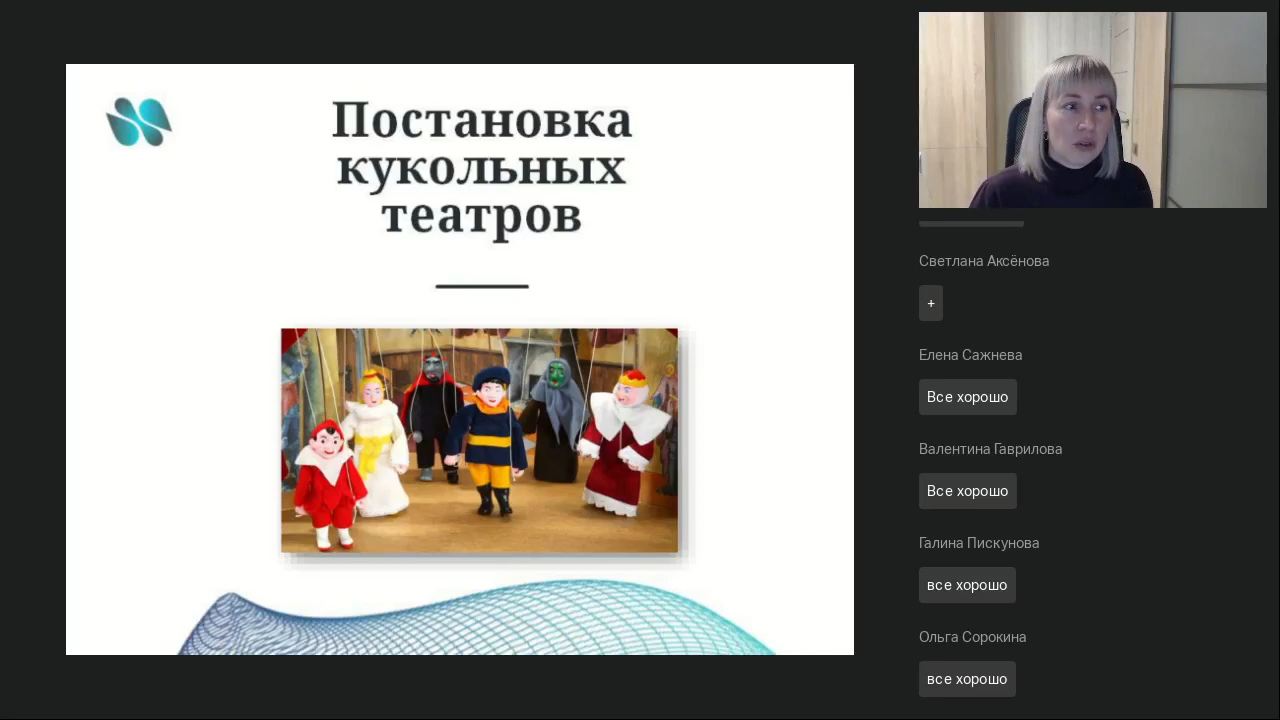 Постановка
кукольных
театров
Светлана Аксёнова
+
Елена Сажнева
Все хорошо
Валентина Гаврилова
Все хорошо
Галина Пискунова
все хорошо
Ольга Сорокина
все хорошо